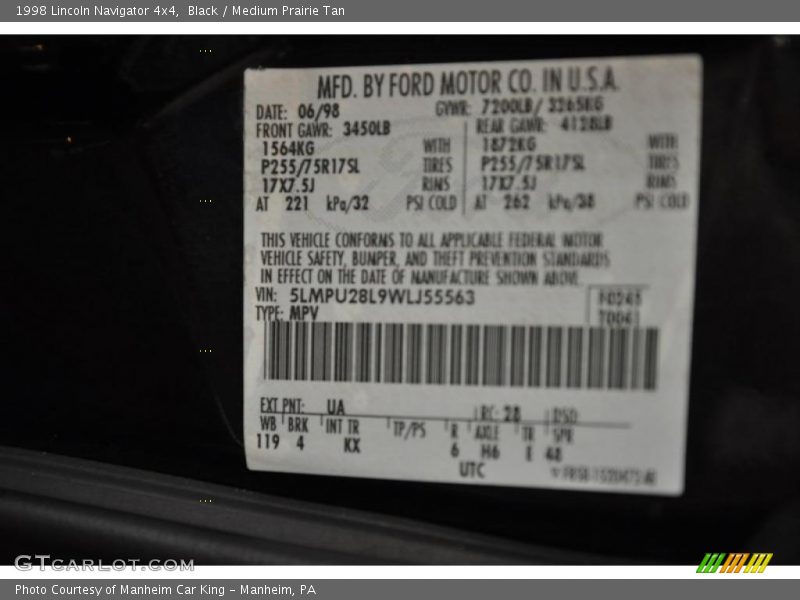 1998 Lincoln Navigator 4x4, Black / Medium Prairie Tan
MFD. BY FORD MOTOR CO. IN U.S.A.
DATE: 06/98 GVWR: 7200LB/ 3265KG
FRONT GAWR: 3450LB REAR GAWR: 4128LB
1564KG WITH 1872KG WITH
P255/75R17SL TIRES P255/75R17SL TIRES
17X7.5J RIMS 17X7.5J RIMS
AT 221 kPa/32 PSI COLD AT 262 kPa/38 PSI COLD
THIS VEHICLE CONFORMS TO ALL APPLICABLE FEDERAL MOTOR
VEHICLE SAFETY, BUMPER, AND THEFT PREVENTION STANDARDS
IN EFFECT ON THE DATE OF MANUFACTURE SHOWN ABOVE
VIN: 5LMPU28L9WLJ55563
TYPE: MPV
EXT PNT: UA RC: 28 DSO
WB BRK INT TR TP/PS R AXLE TR SPR
119 4 KX 6 H6 E 48
UTC
GTCARLOT.COM
Photo Courtesy of Manheim Car King - Manheim, PA